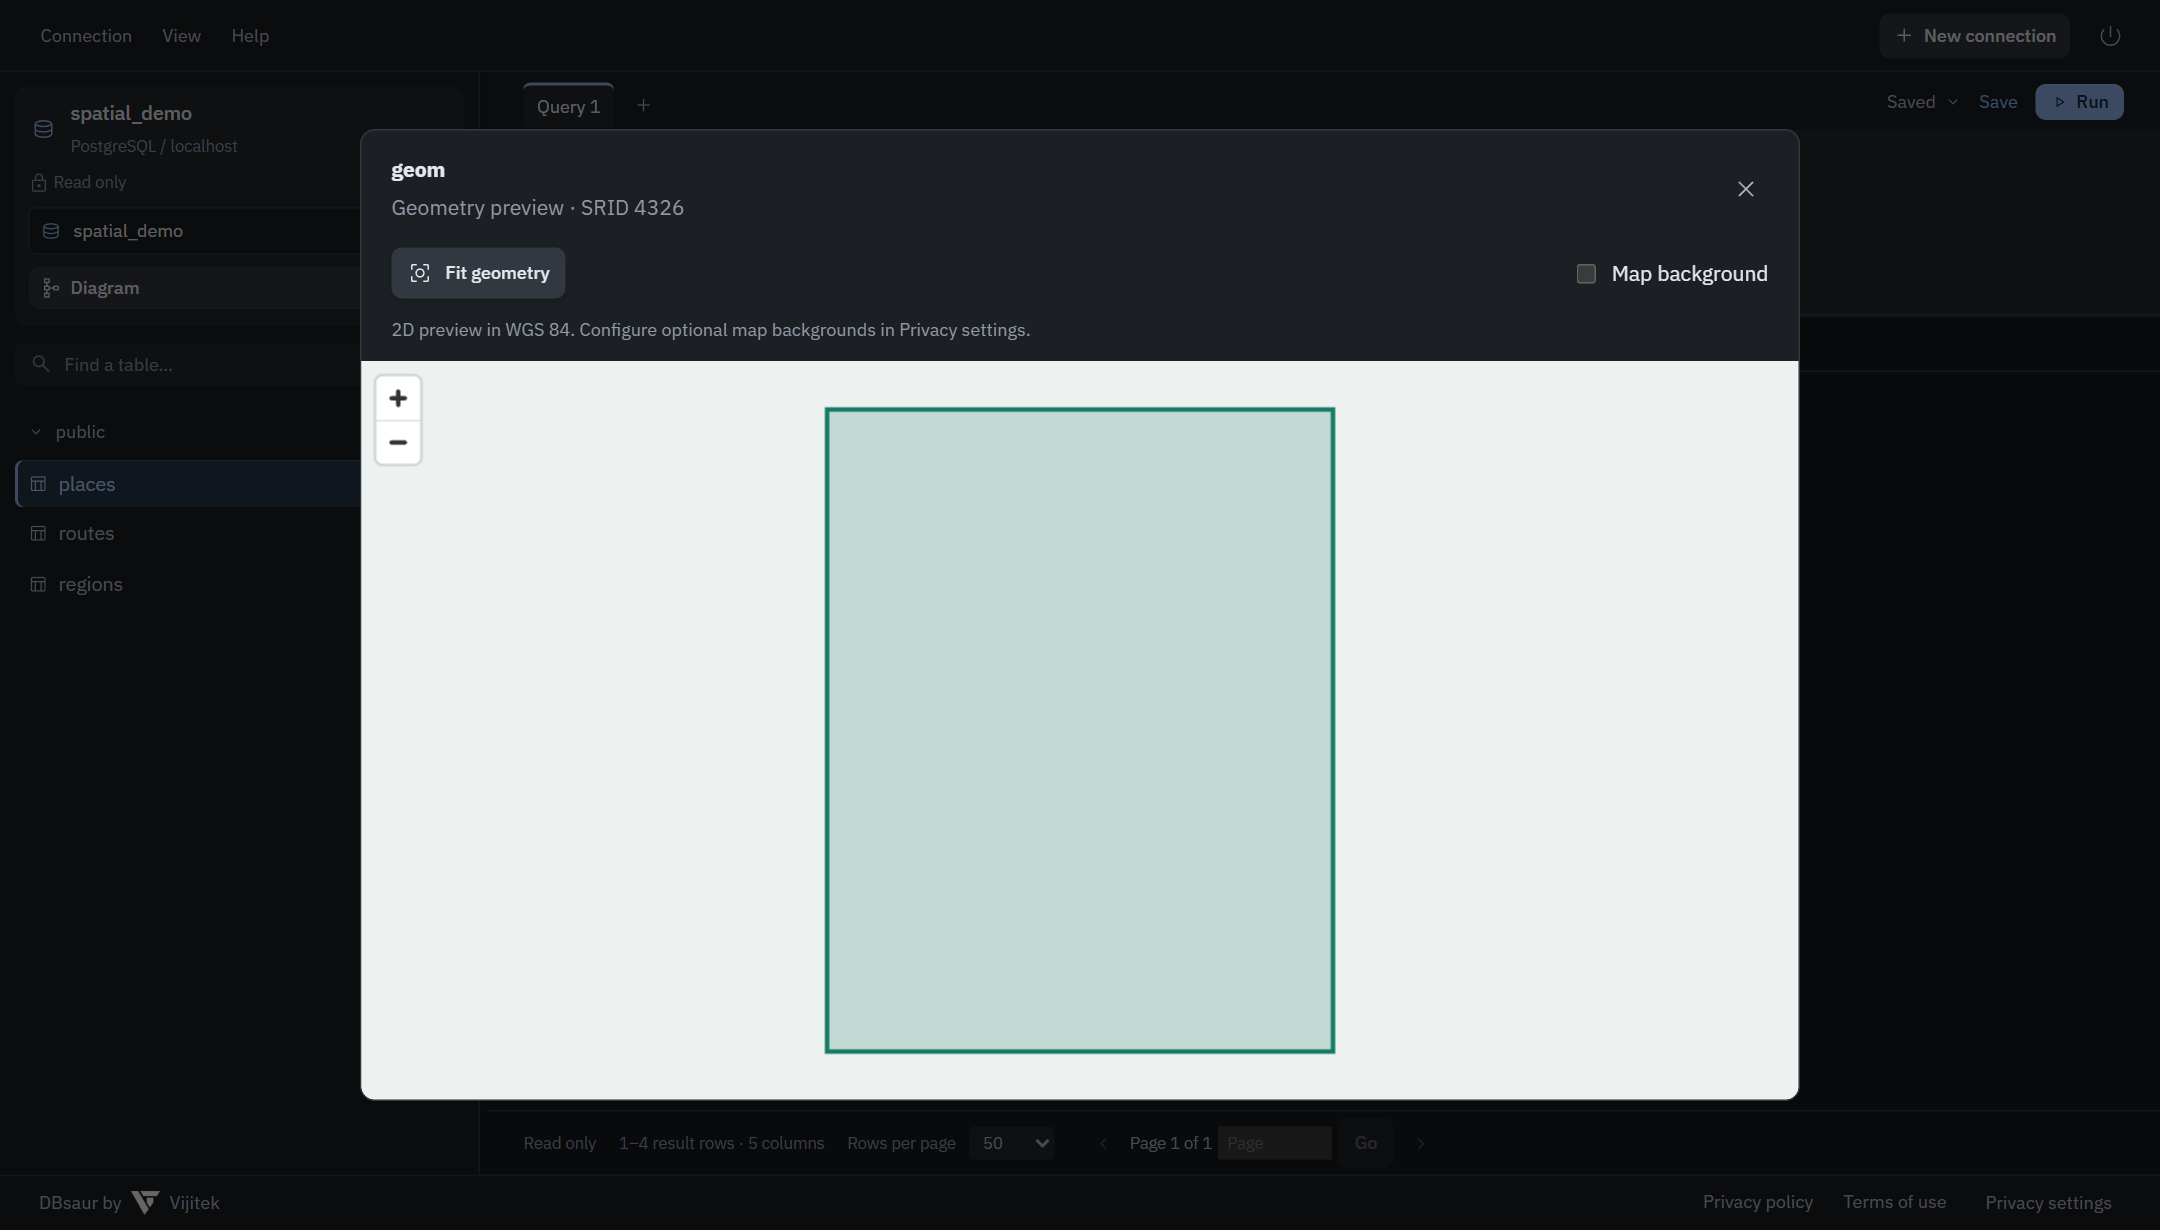 Connection View Help
New connection
spatial_demo
PostgreSQL / localhost
Read only
spatial_demo
Diagram
Find a table...
public
places
routes
regions
Query 1
Saved Save Run
geom
Geometry preview · SRID 4326
Fit geometry
Map background
2D preview in WGS 84. Configure optional map backgrounds in Privacy settings.
Read only 1–4 result rows · 5 columns Rows per page 50 Page 1 of 1 Page Go
DBsaur by Vijitek
Privacy policy Terms of use Privacy settings